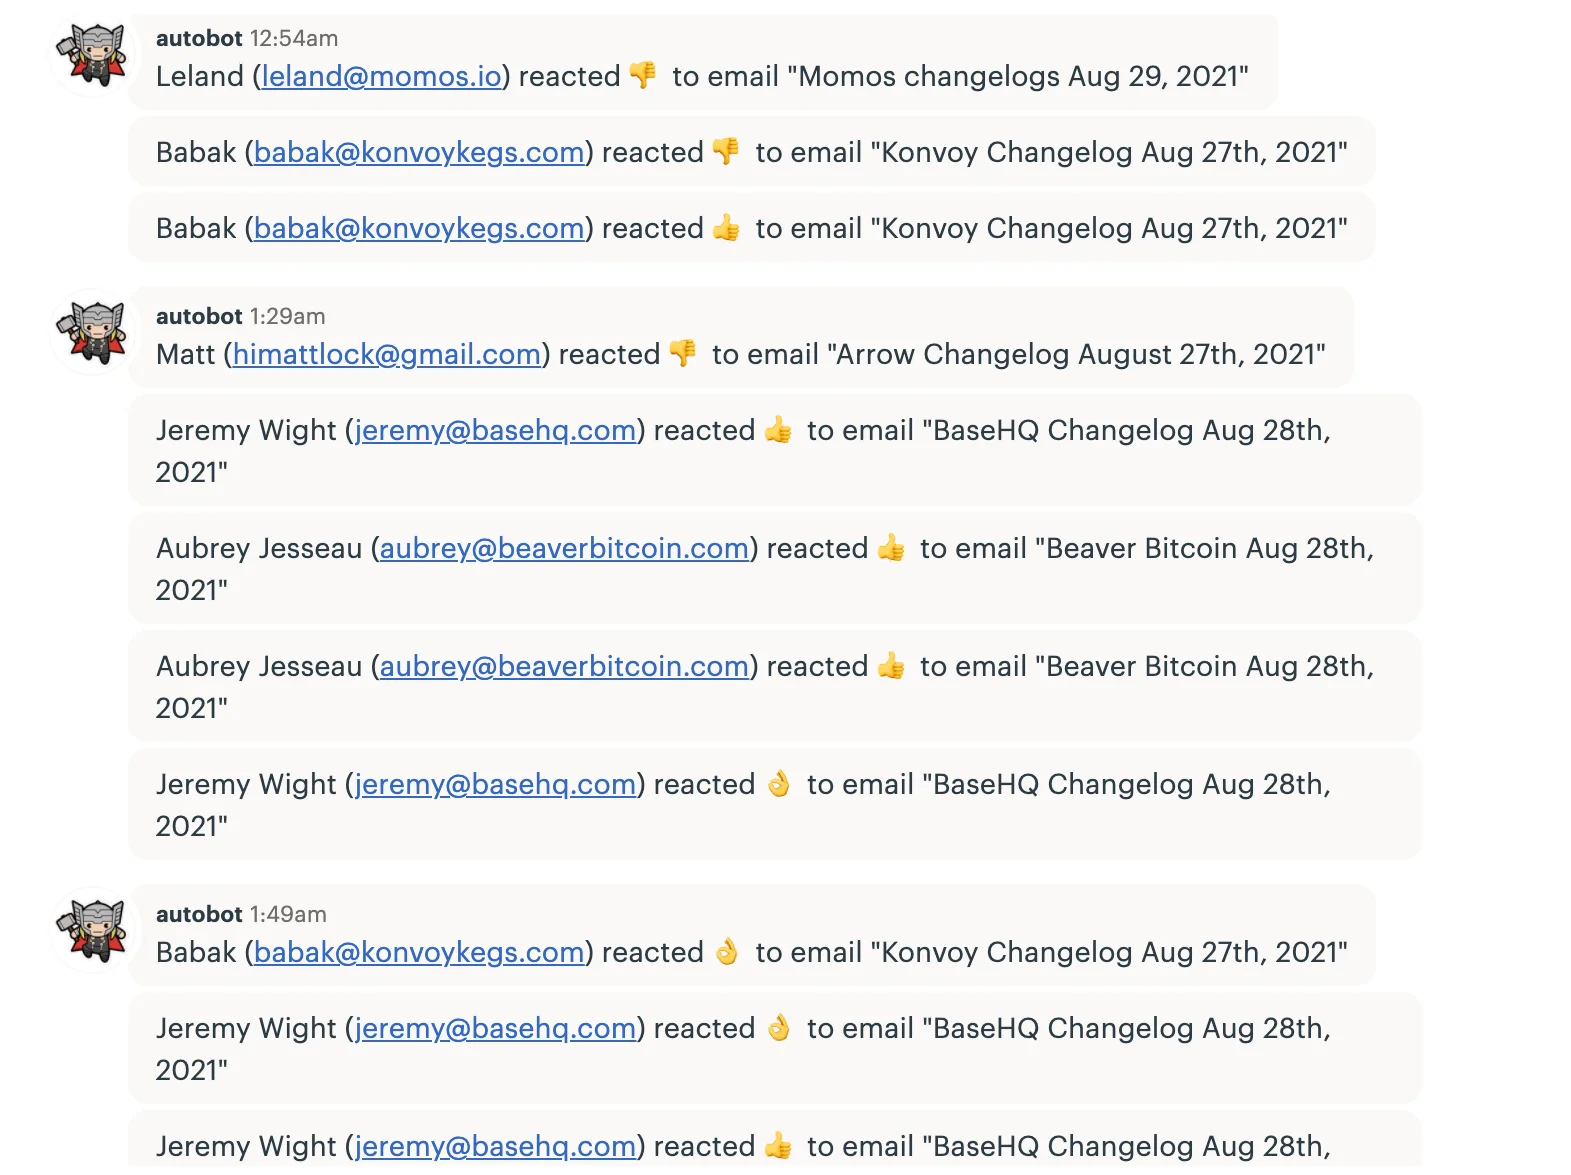 autobot 12:54am
Leland (leland@momos.io) reacted 👎 to email "Momos changelogs Aug 29, 2021"
Babak (babak@konvoykegs.com) reacted 👎 to email "Konvoy Changelog Aug 27th, 2021"
Babak (babak@konvoykegs.com) reacted 👍 to email "Konvoy Changelog Aug 27th, 2021"
autobot 1:29am
Matt (himattlock@gmail.com) reacted 👎 to email "Arrow Changelog August 27th, 2021"
Jeremy Wight (jeremy@basehq.com) reacted 👍 to email "BaseHQ Changelog Aug 28th,
2021"
Aubrey Jesseau (aubrey@beaverbitcoin.com) reacted 👍 to email "Beaver Bitcoin Aug 28th,
2021"
Aubrey Jesseau (aubrey@beaverbitcoin.com) reacted 👍 to email "Beaver Bitcoin Aug 28th,
2021"
Jeremy Wight (jeremy@basehq.com) reacted 👌 to email "BaseHQ Changelog Aug 28th,
2021"
autobot 1:49am
Babak (babak@konvoykegs.com) reacted 👌 to email "Konvoy Changelog Aug 27th, 2021"
Jeremy Wight (jeremy@basehq.com) reacted 👌 to email "BaseHQ Changelog Aug 28th,
2021"
Jeremy Wight (jeremy@basehq.com) reacted 👍 to email "BaseHQ Changelog Aug 28th,